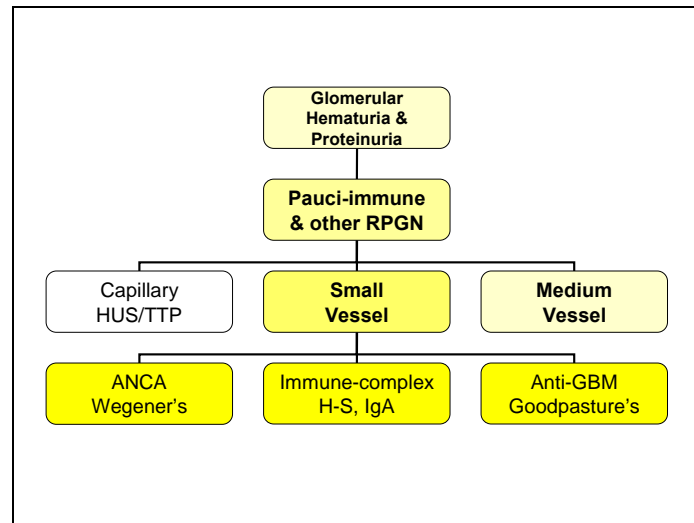 Glomerular
Hematuria &
Proteinuria
Pauci-immune
& other RPGN
Capillary
HUS/TTP
Small
Vessel
Medium
Vessel
ANCA
Wegener’s
Immune-complex
H-S, IgA
Anti-GBM
Goodpasture’s